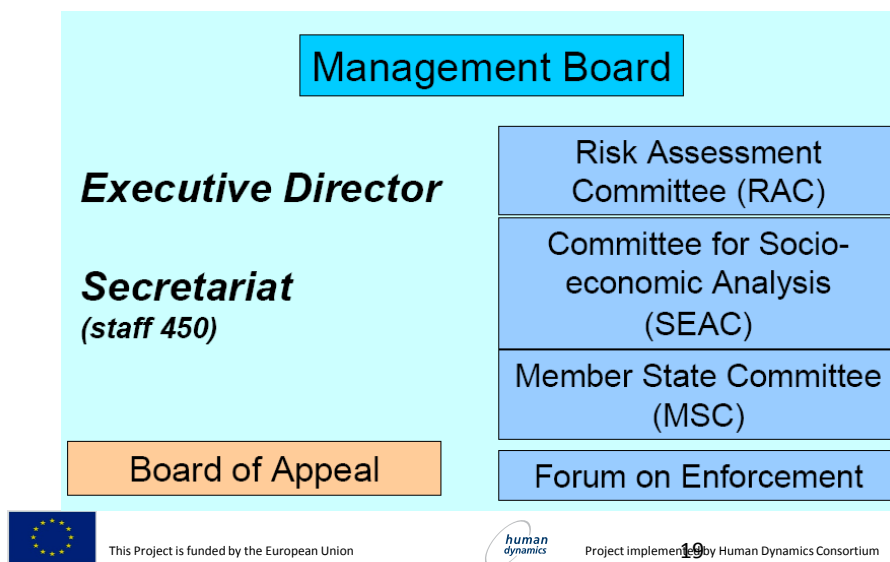 Management Board
Executive Director
Secretariat
(staff 450)
Board of Appeal
Risk Assessment
Committee (RAC)
Committee for Socio-
economic Analysis
(SEAC)
Member State Committee
(MSC)
Forum on Enforcement
This Project is funded by the European Union
human
dynamics
Project implemented by Human Dynamics Consortium
19